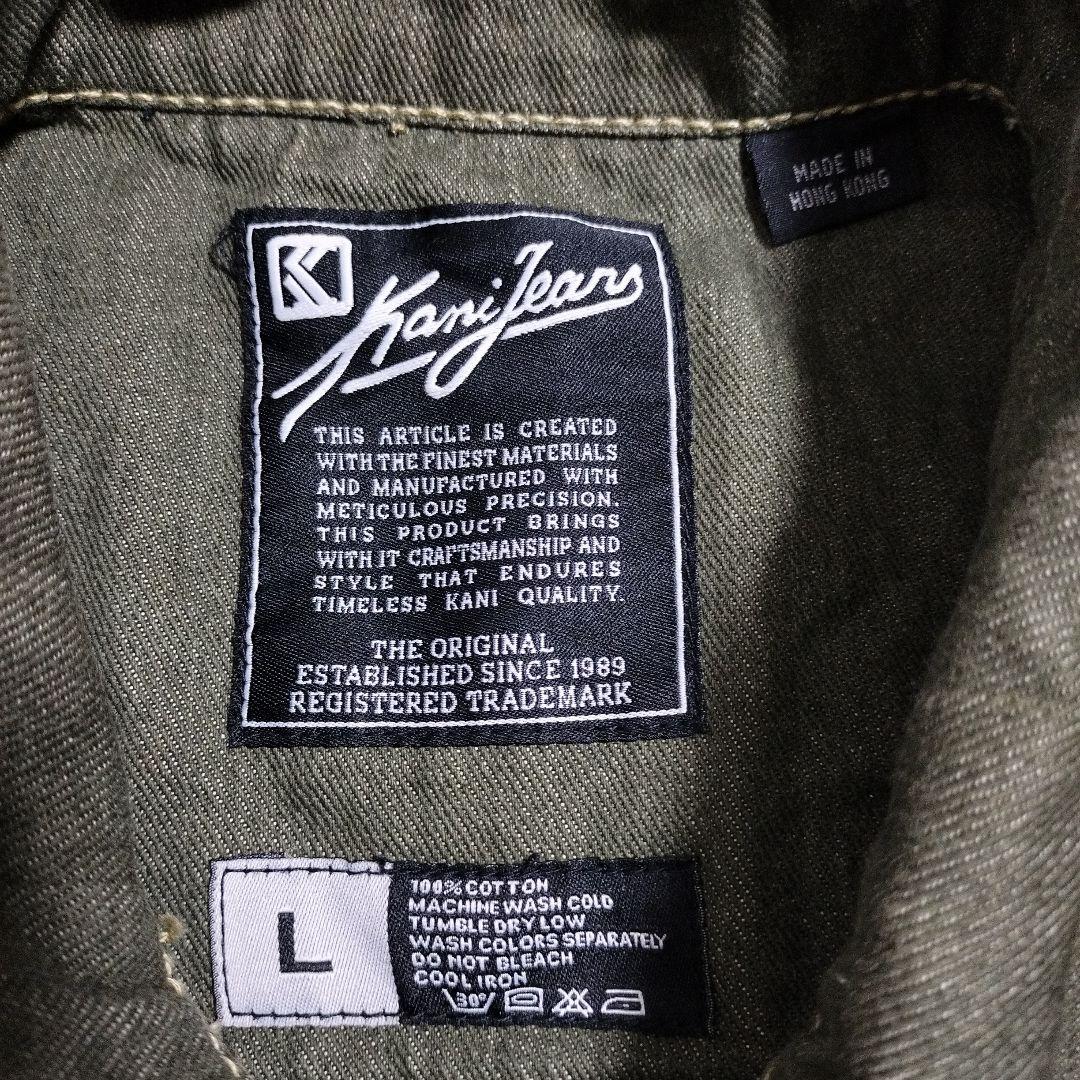 MADE IN
HONG KONG
K
Kani Jeans
THIS ARTICLE IS CREATED
WITH THE FINEST MATERIALS
AND MANUFACTURED WITH
METICULOUS PRECISION.
THIS PRODUCT BRINGS
WITH IT CRAFTSMANSHIP AND
STYLE THAT ENDURES
TIMELESS KANI QUALITY.
THE ORIGINAL
ESTABLISHED SINCE 1989
REGISTERED TRADEMARK
L
100% COTTON
MACHINE WASH COLD
TUMBLE DRY LOW
WASH COLORS SEPARATELY
DO NOT BLEACH
COOL IRON
30°